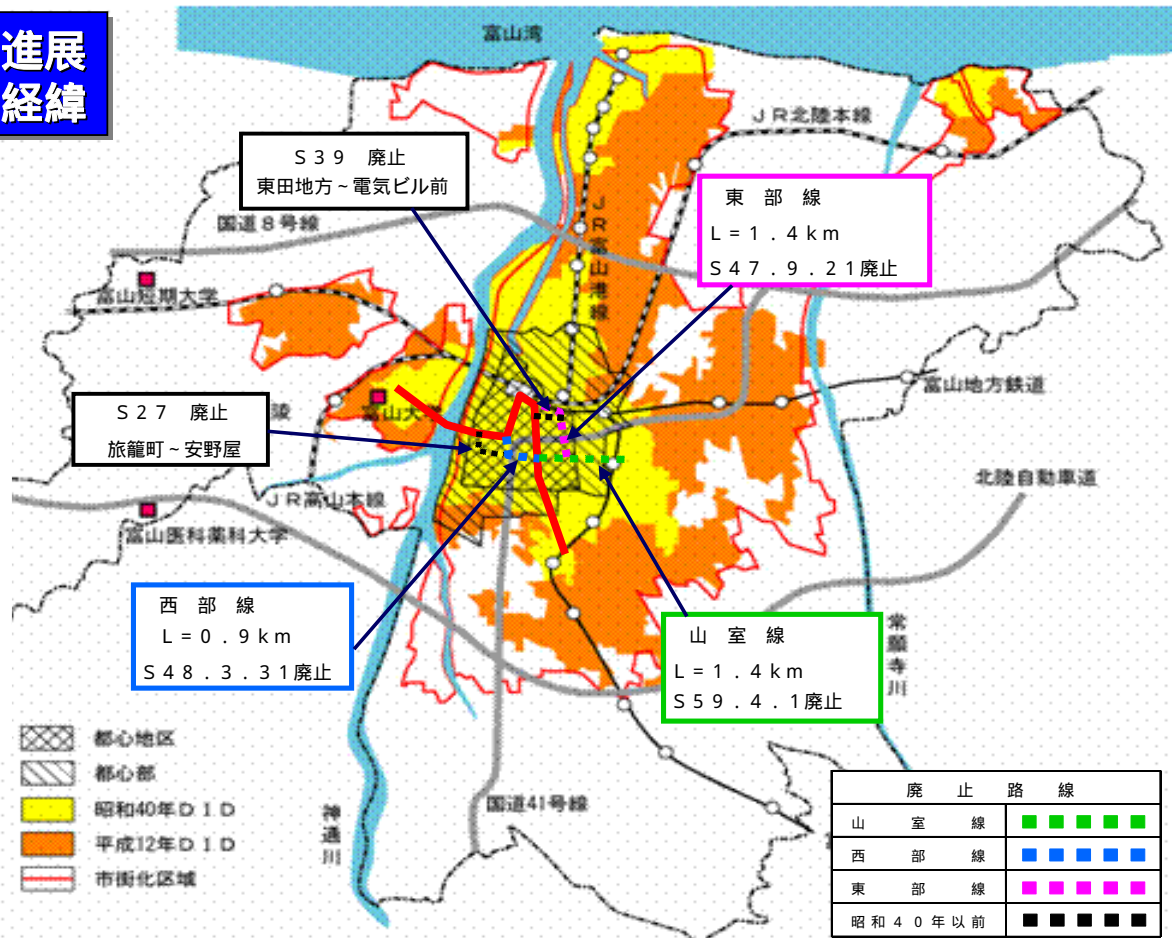 進展
経緯
富山湾
JR北陸本線
S39 廃止
東田地方~電気ビル前
国道8号線
JR富山港線
東部線
L=1.4km
S47.9.21廃止
富山短期大学
富山地方鉄道
S27 廃止
旅籠町~安野屋
陵
富山大学
JR高山本線
富山医科薬科大学
北陸自動車道
西部線
L=0.9km
S48.3.31廃止
山室線
L=1.4km
S59.4.1廃止
常願寺川
神通川
国道41号線
都心地区
都心部
昭和40年DID
平成12年DID
市街化区域
廃止路線
山室線
西部線
東部線
昭和40年以前